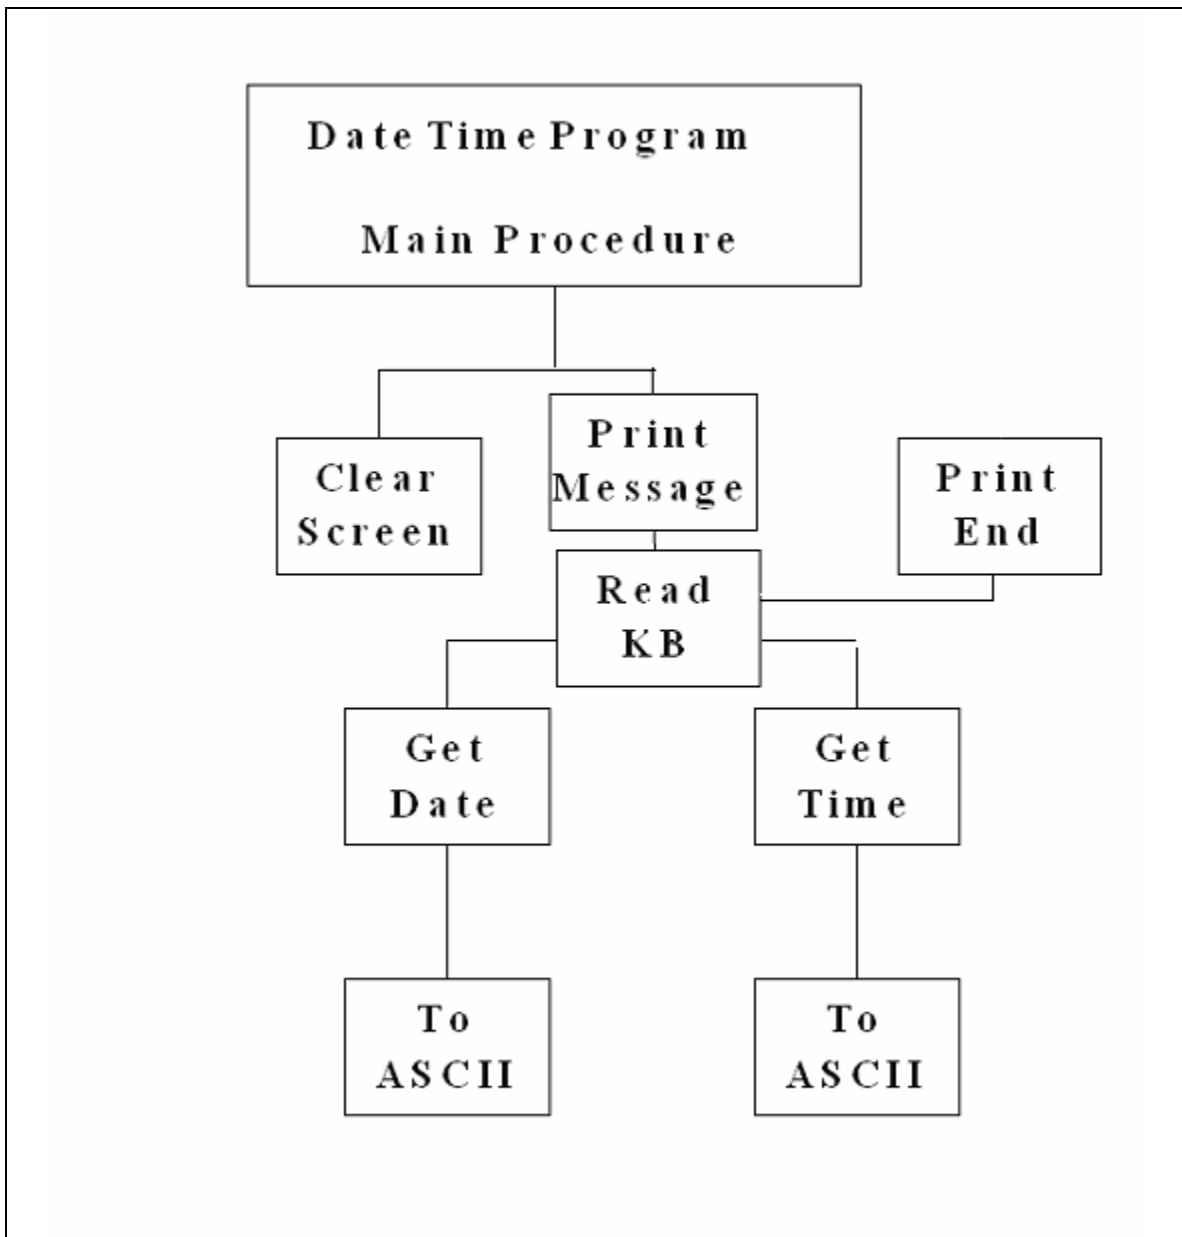 Date Time Program
Main Procedure
Clear
Screen
Print
Message
Print
End
Read
KB
Get
Date
Get
Time
To
ASCII
To
ASCII